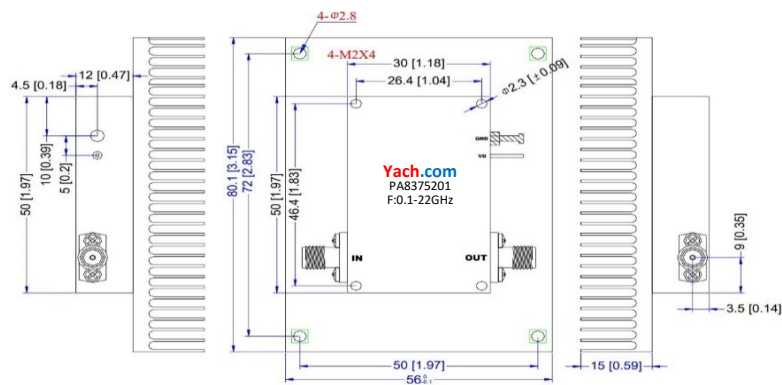 4-Φ2.8
4-M2X4
30 [1.18]
26.4 [1.04]
Φ2.3 [±0.09]
12 [0.47]
4.5 [0.18]
10 [0.39]
5 [0.2]
50 [1.97]
80.1 [3.15]
72 [2.83]
50 [1.97]
46.4 [1.83]
GND
VD
Yach.com
PA8375201
F:0.1-22GHz
IN
OUT
9 [0.35]
3.5 [0.14]
15 [0.59]
50 [1.97]
56 0 -0.1